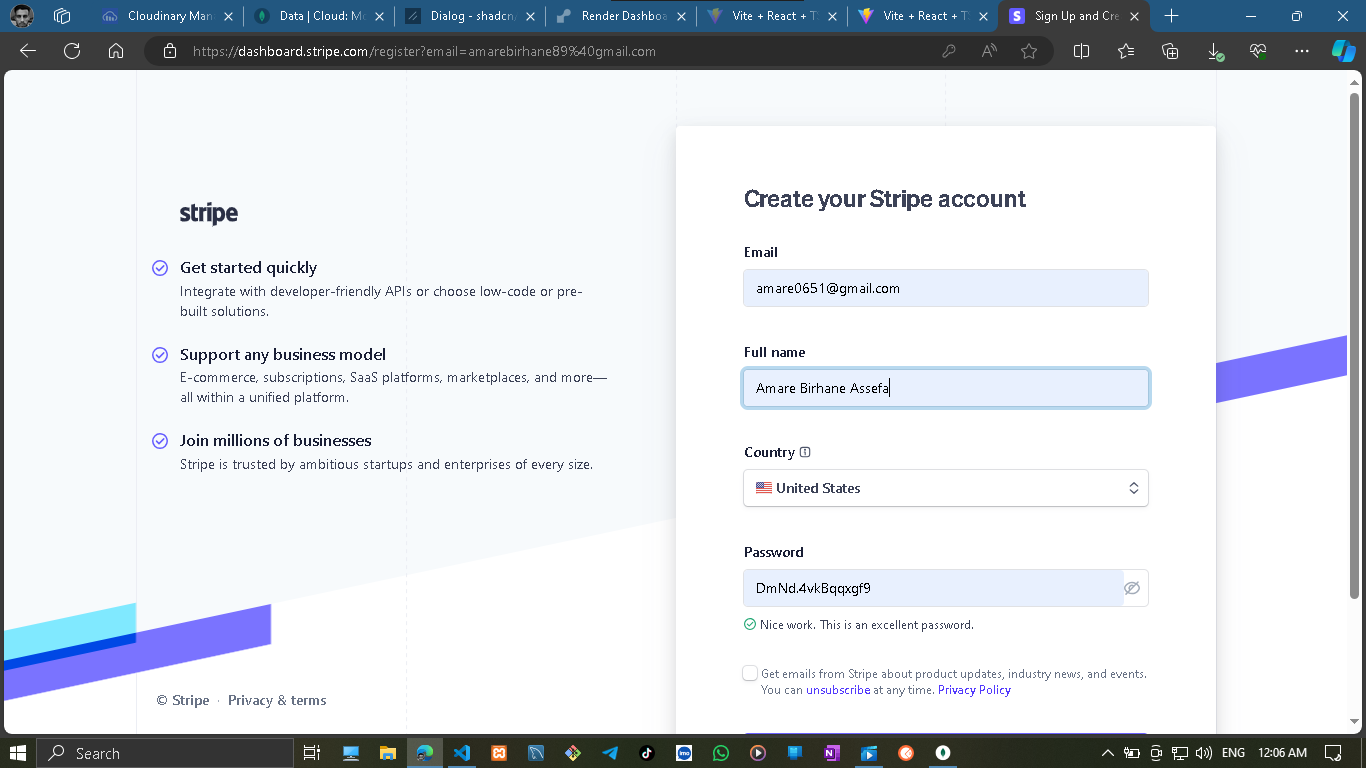 Cloudinary Man
Data | Cloud: Mo
Dialog - shadcn/
Render Dashboa
Vite + React + T
Vite + React + T
Sign Up and Cre
https://dashboard.stripe.com/register?email=amarebirhane89%40gmail.com
stripe
Get started quickly
Integrate with developer-friendly APIs or choose low-code or pre-
built solutions.
Support any business model
E-commerce, subscriptions, SaaS platforms, marketplaces, and more—
all within a unified platform.
Join millions of businesses
Stripe is trusted by ambitious startups and enterprises of every size.
© Stripe · Privacy & terms
Create your Stripe account
Email
amare0651@gmail.com
Full name
Amare Birhane Assefa
Country
United States
Password
DmNd.4vkBqqxgf9
Nice work. This is an excellent password.
Get emails from Stripe about product updates, industry news, and events.
You can unsubscribe at any time. Privacy Policy
Search
imo
ENG
12:06 AM